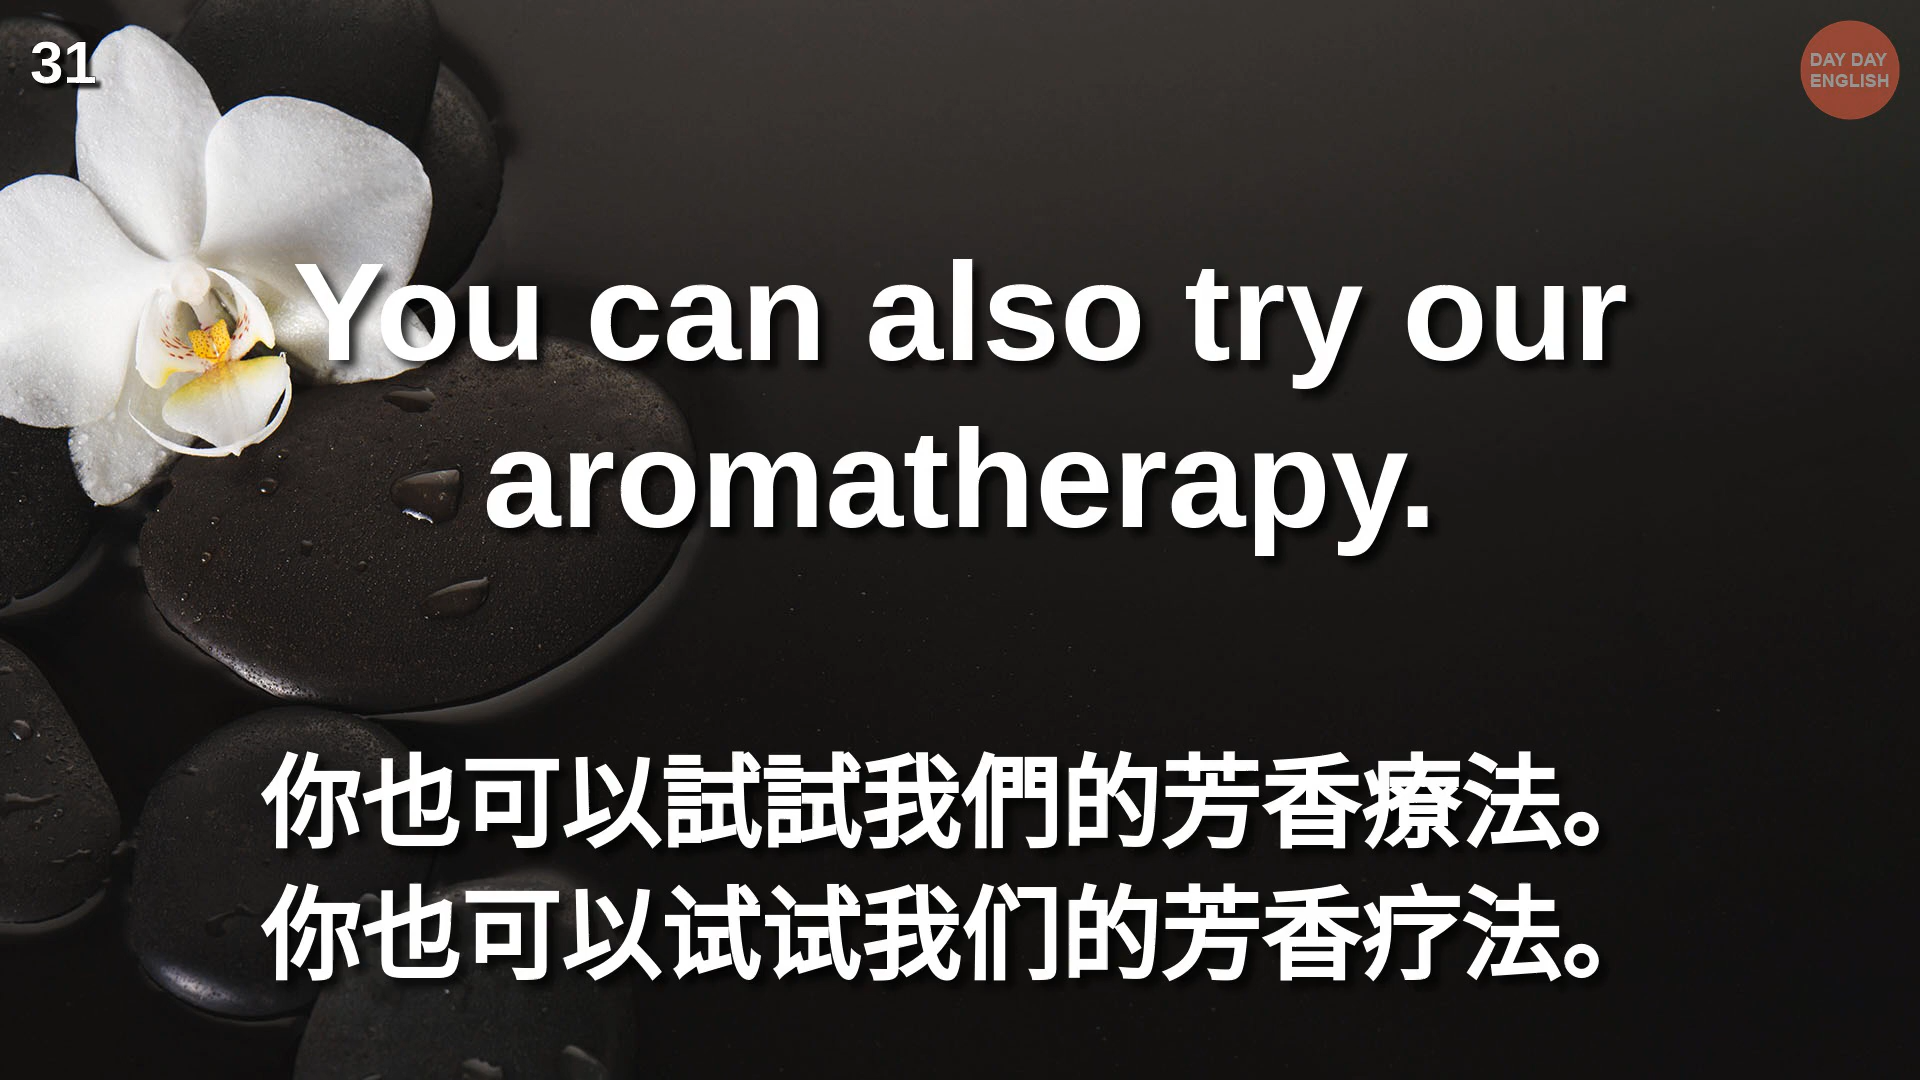 31
DAY DAY
ENGLISH
You can also try our
aromatherapy.
你也可以試試我們的芳香療法。
你也可以试试我们的芳香疗法。